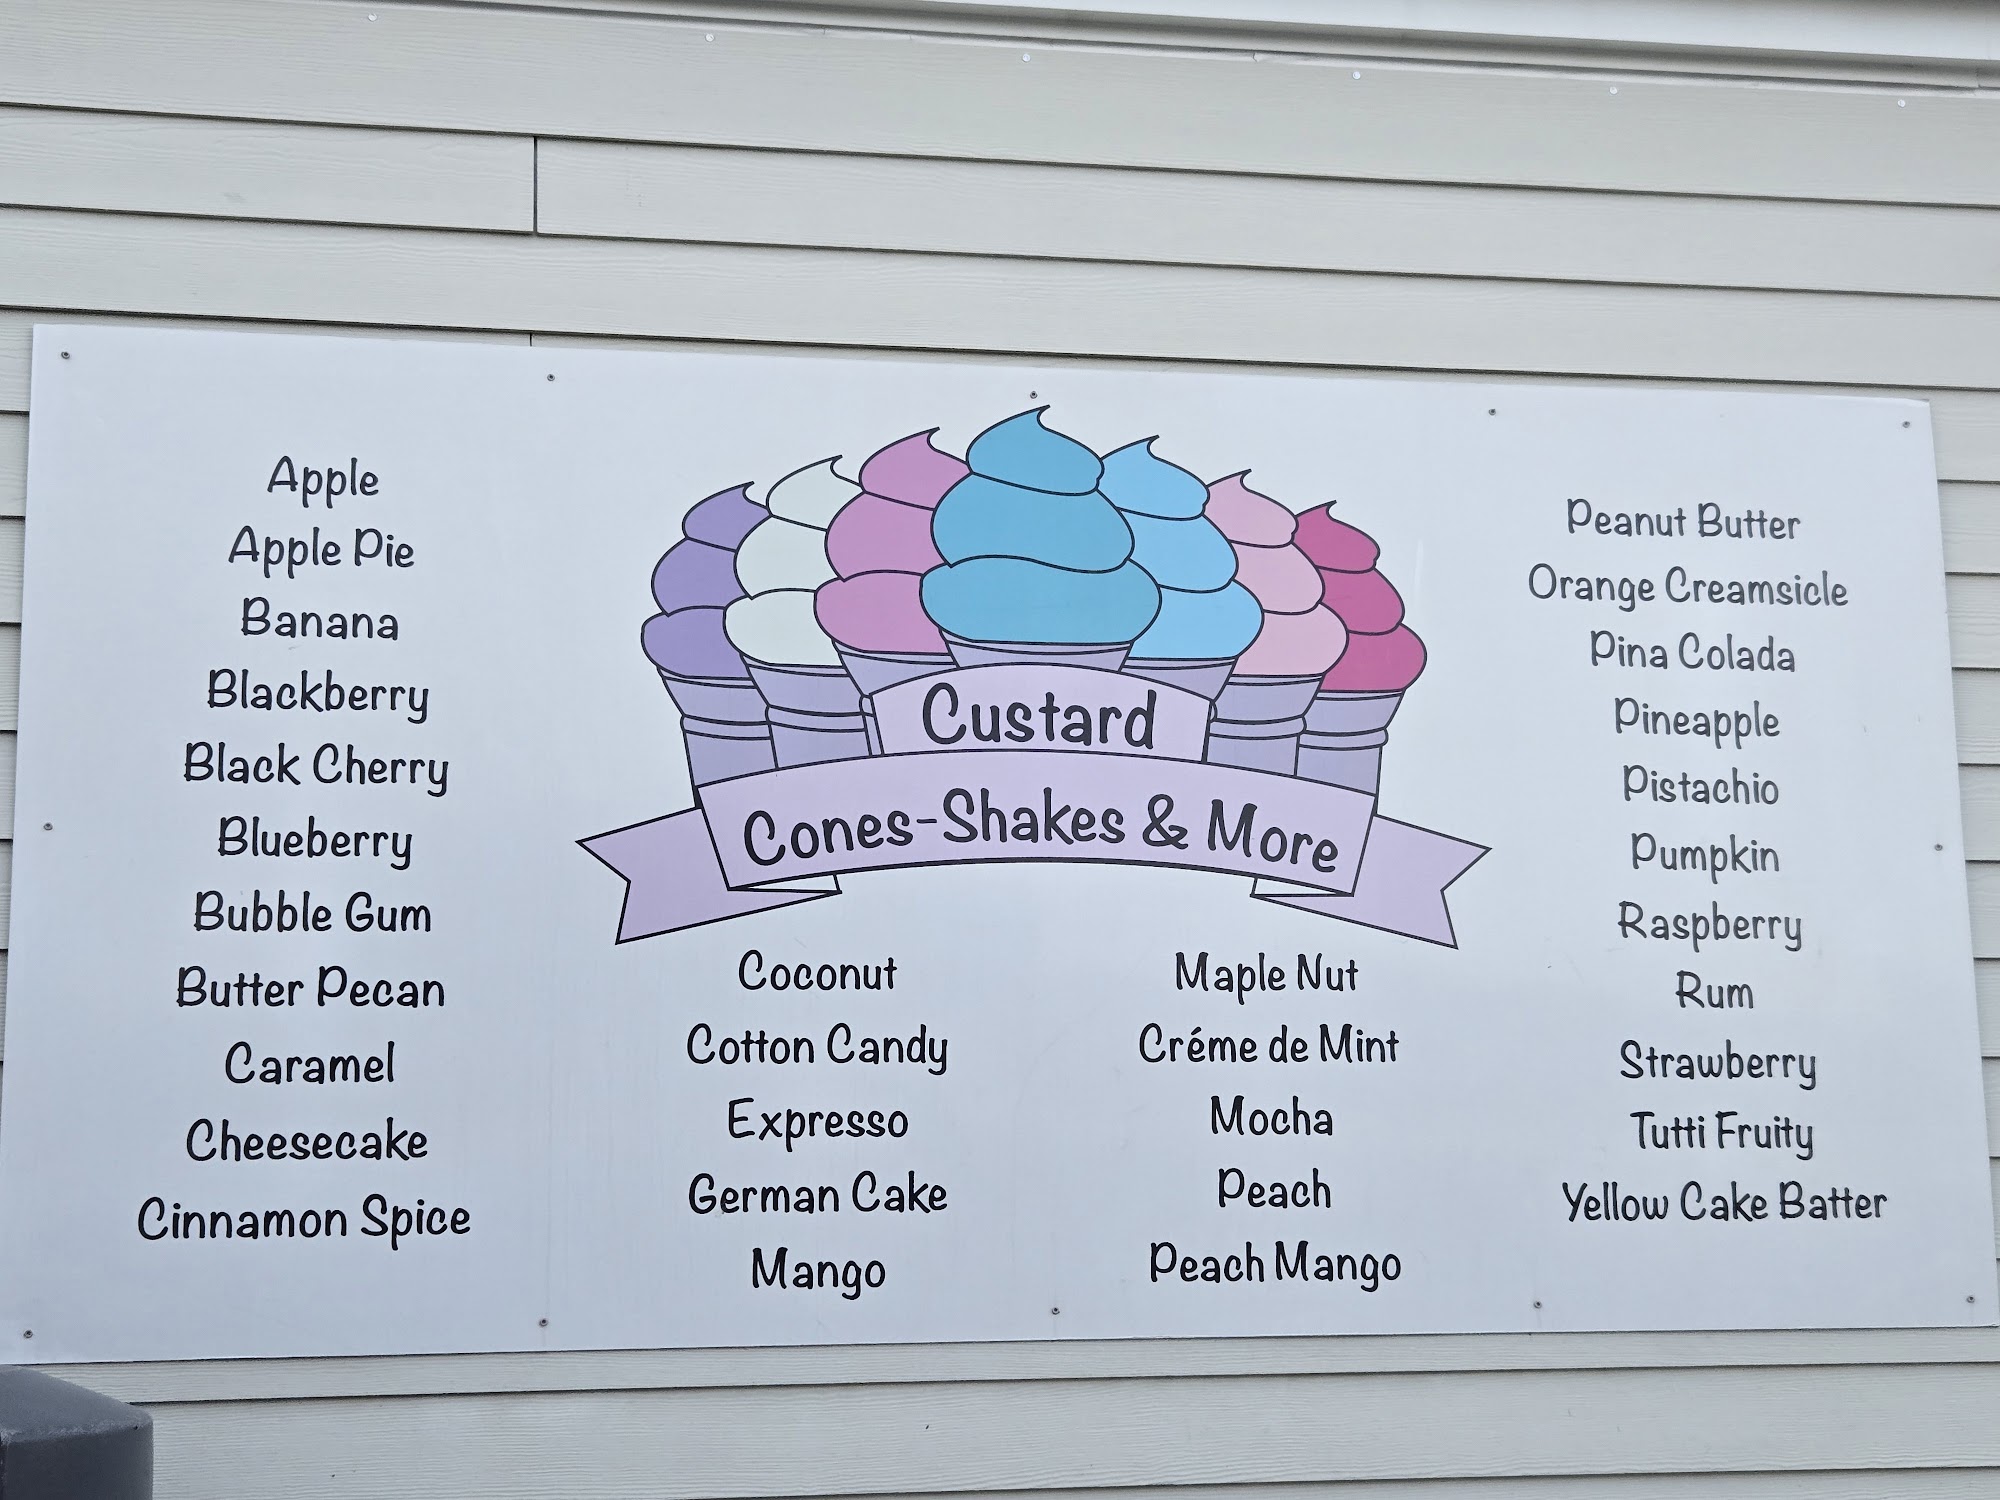 Custard
Cones-Shakes & More
Apple
Apple Pie
Banana
Blackberry
Black Cherry
Blueberry
Bubble Gum
Butter Pecan
Caramel
Cheesecake
Cinnamon Spice
Coconut
Cotton Candy
Expresso
German Cake
Mango
Maple Nut
Créme de Mint
Mocha
Peach
Peach Mango
Peanut Butter
Orange Creamsicle
Pina Colada
Pineapple
Pistachio
Pumpkin
Raspberry
Rum
Strawberry
Tutti Fruity
Yellow Cake Batter